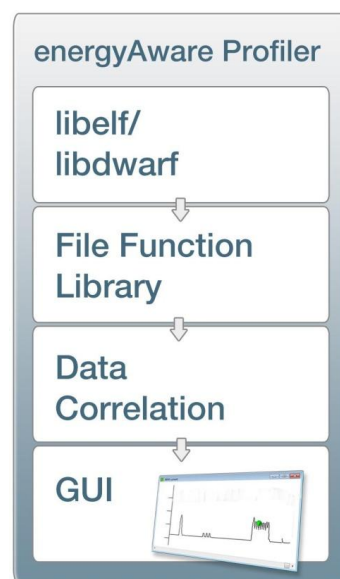 energyAware Profiler
libelf/
libdwarf
File Function
Library
Data
Correlation
GUI